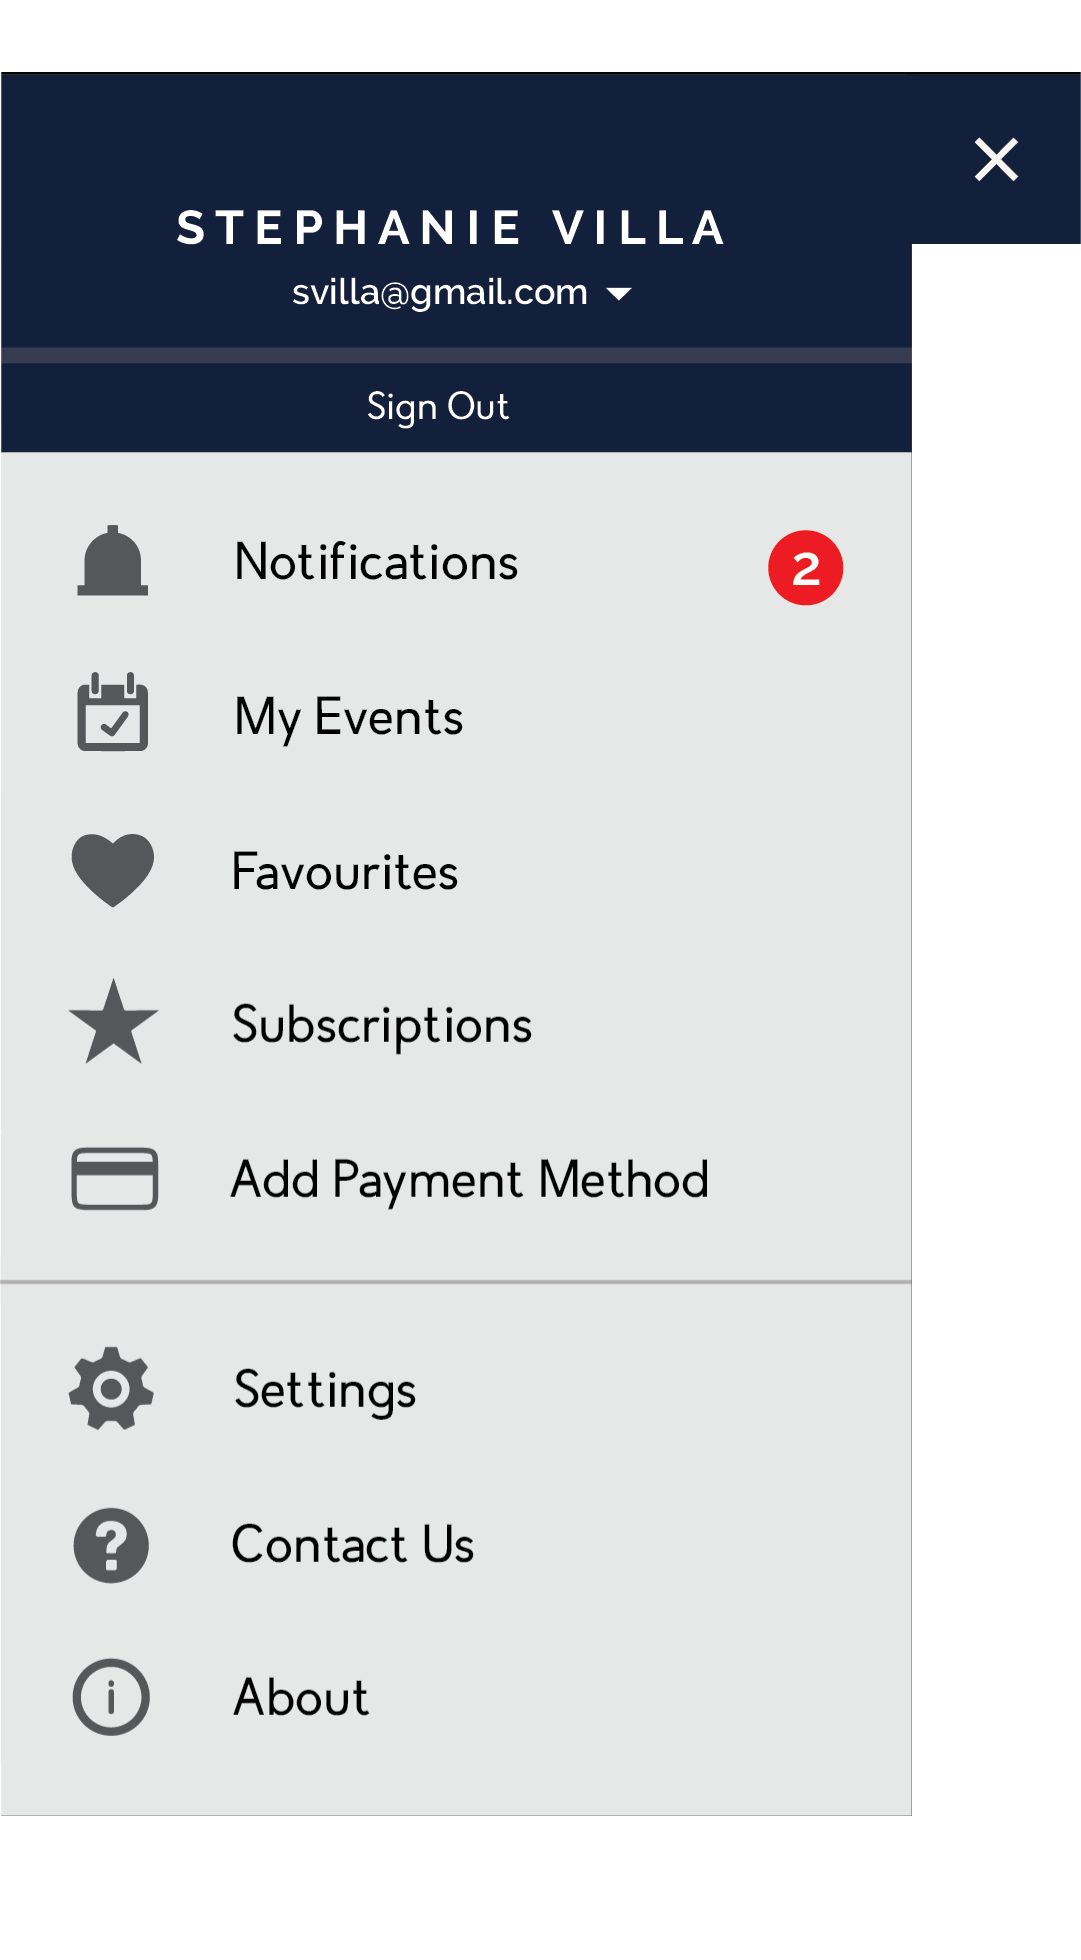 STEPHANIE VILLA
svilla@gmail.com
Sign Out
Notifications 2
My Events
Favourites
Subscriptions
Add Payment Method
Settings
Contact Us
About